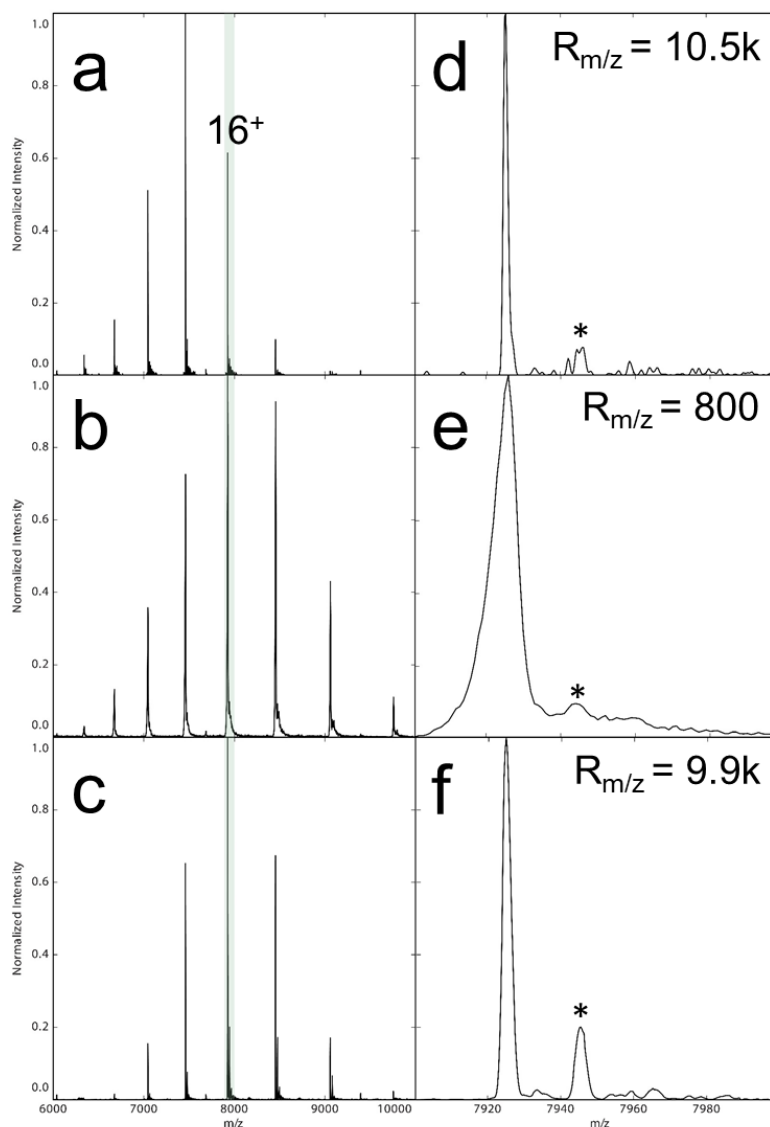 1.0
0.8
0.6
0.4
0.2
0.0
Normalized Intensity
a
16⁺
d
R_m/z = 10.5k
*
1.0
0.8
0.6
0.4
0.2
0.0
Normalized Intensity
b
e
R_m/z = 800
*
1.0
0.8
0.6
0.4
0.2
0.0
Normalized Intensity
c
f
R_m/z = 9.9k
*
6000 7000 8000 9000 10000
m/z
7920 7940 7960 7980
m/z